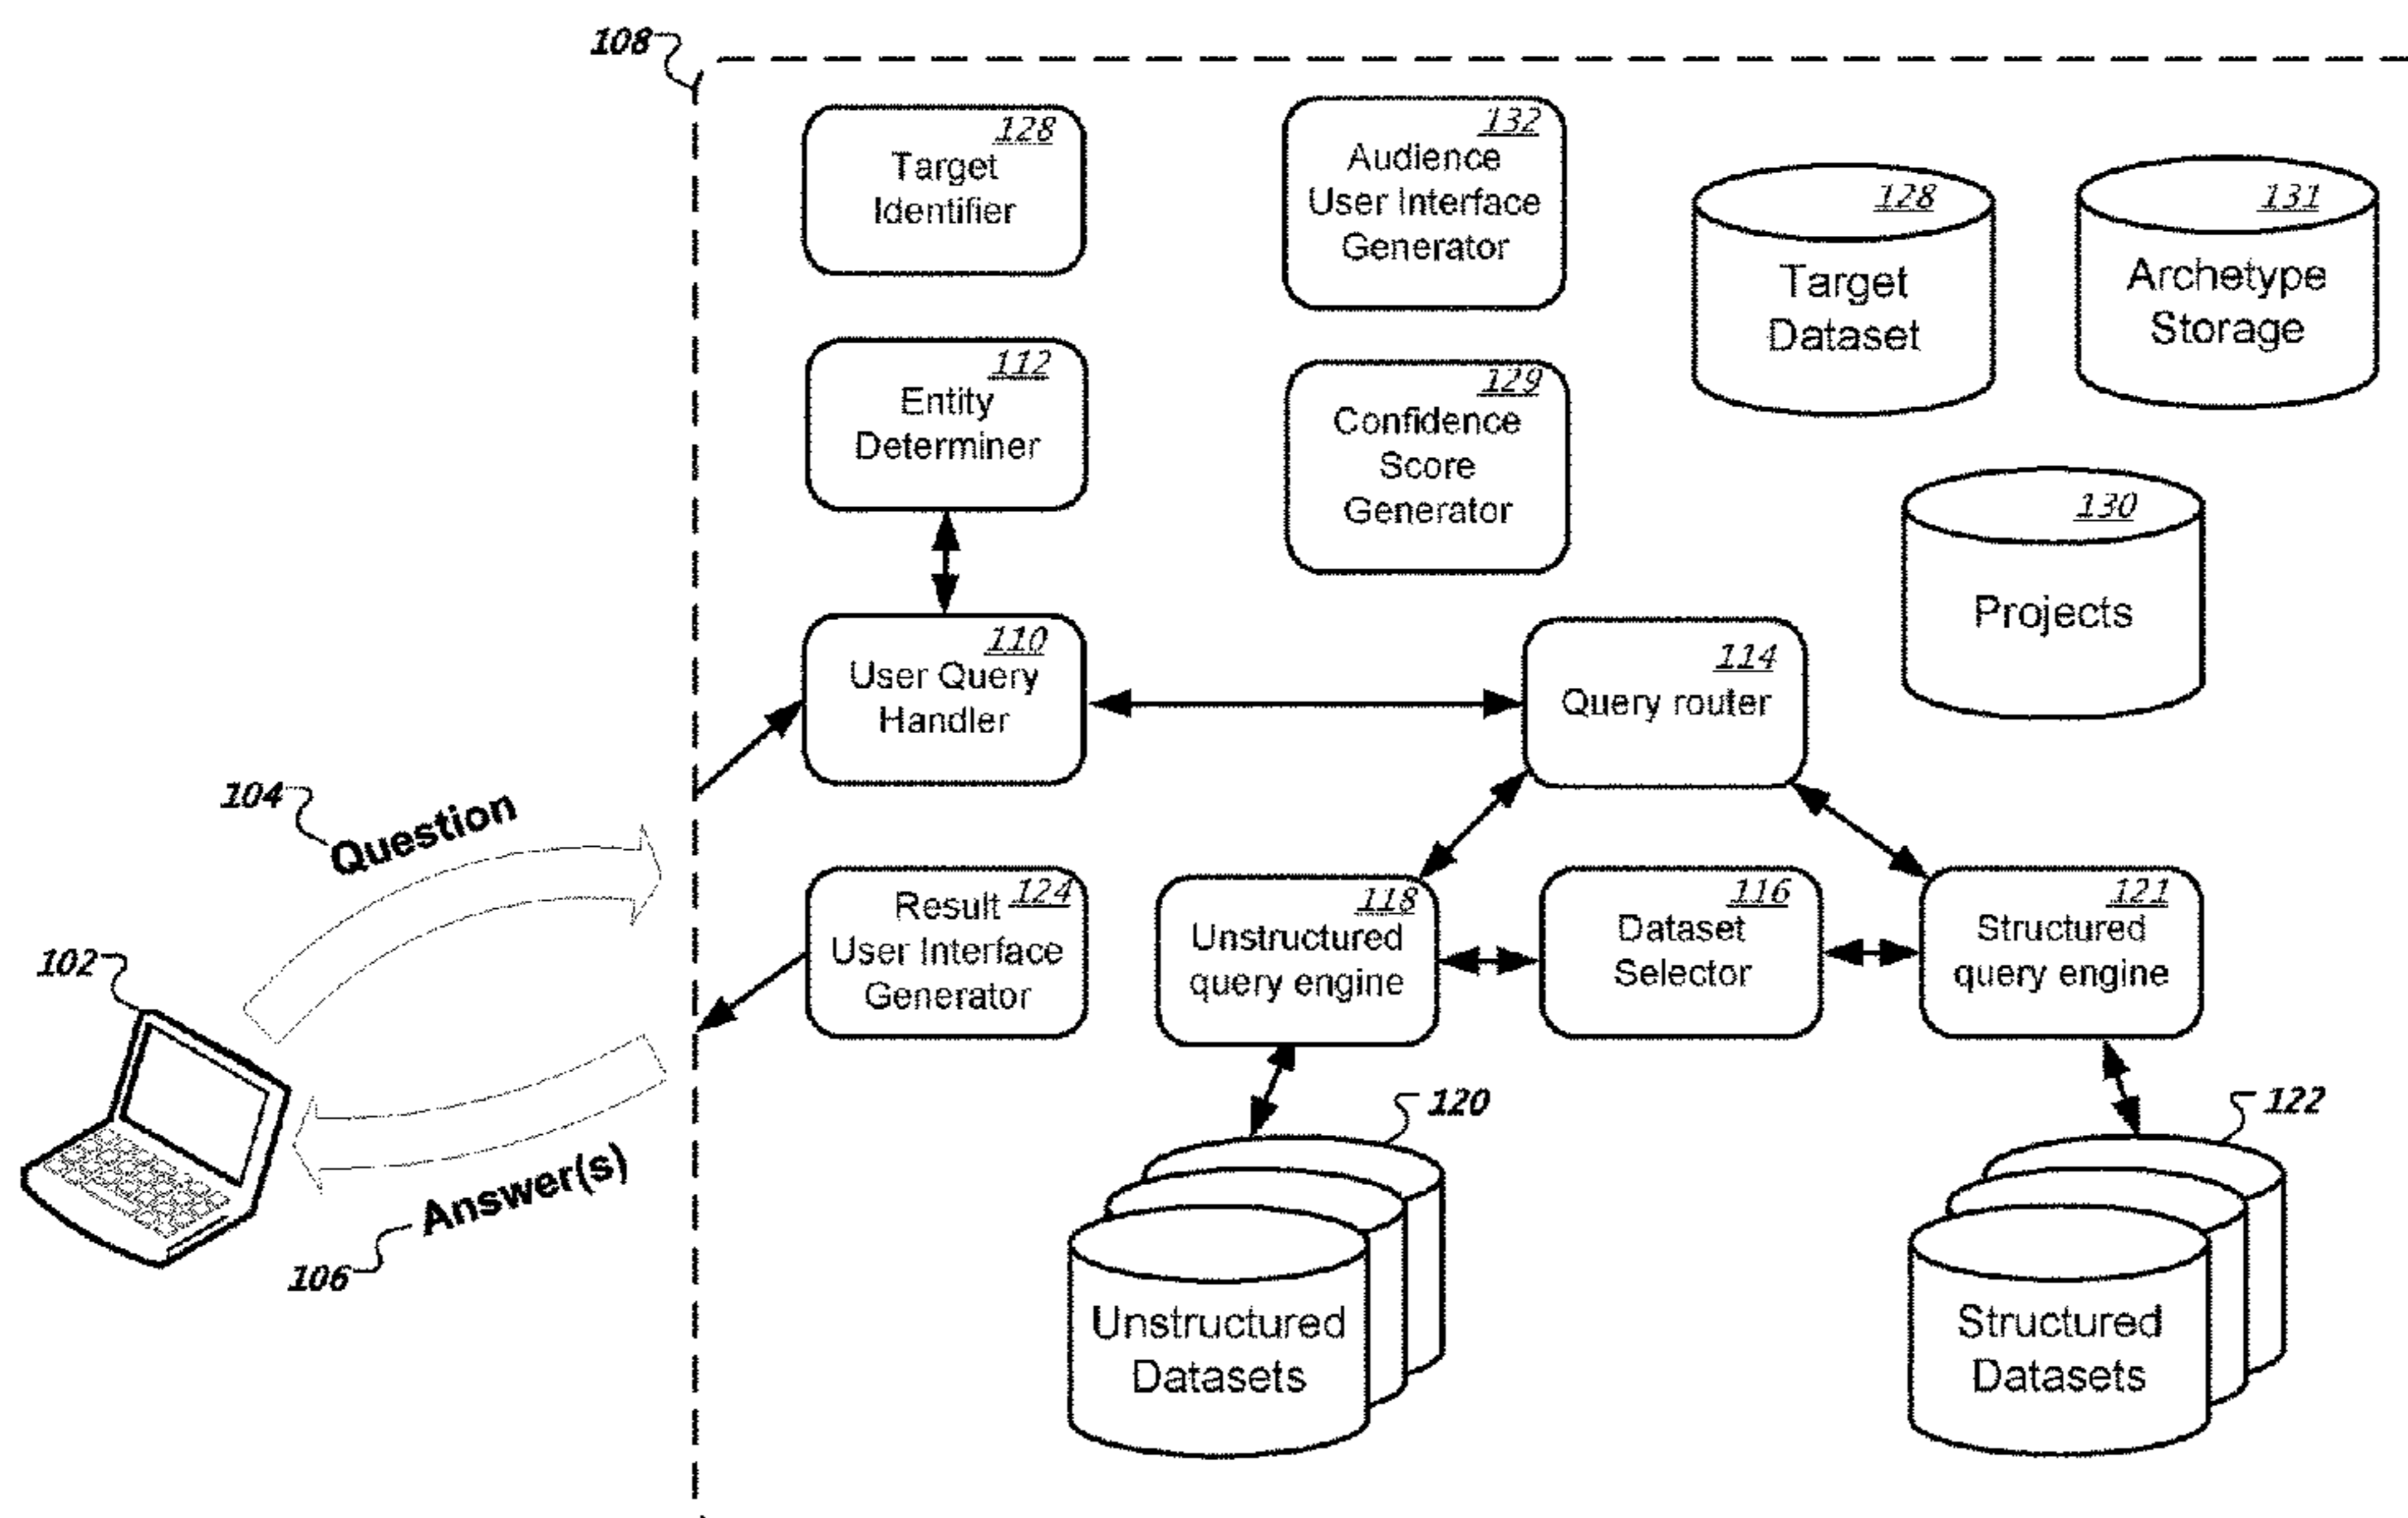 108
128
Target
Identifier
132
Audience
User Interface
Generator
128
Target
Dataset
131
Archetype
Storage
112
Entity
Determiner
129
Confidence
Score
Generator
130
Projects
110
User Query
Handler
114
Query router
104
Question
Result 124
User Interface
Generator
118
Unstructured
query engine
116
Dataset
Selector
121
Structured
query engine
102
Answer(s)
106
120
Unstructured
Datasets
122
Structured
Datasets